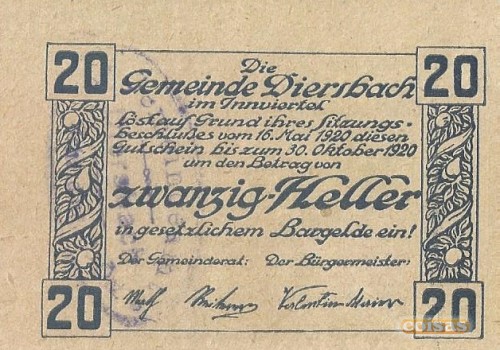 20 20
Die
Gemeinde Diersbach
im Innviertel
löst auf Grund ihres Sitzungs-
beschlußes vom 16. Mai 1920 diesen
Gutschein bis zum 30. Oktober 1920
um den Betrag von
zwanzig-Heller
in gesetzlichem Bargelde ein!
Der Gemeinderat: Der Bürgermeister:
Valentin
20 20